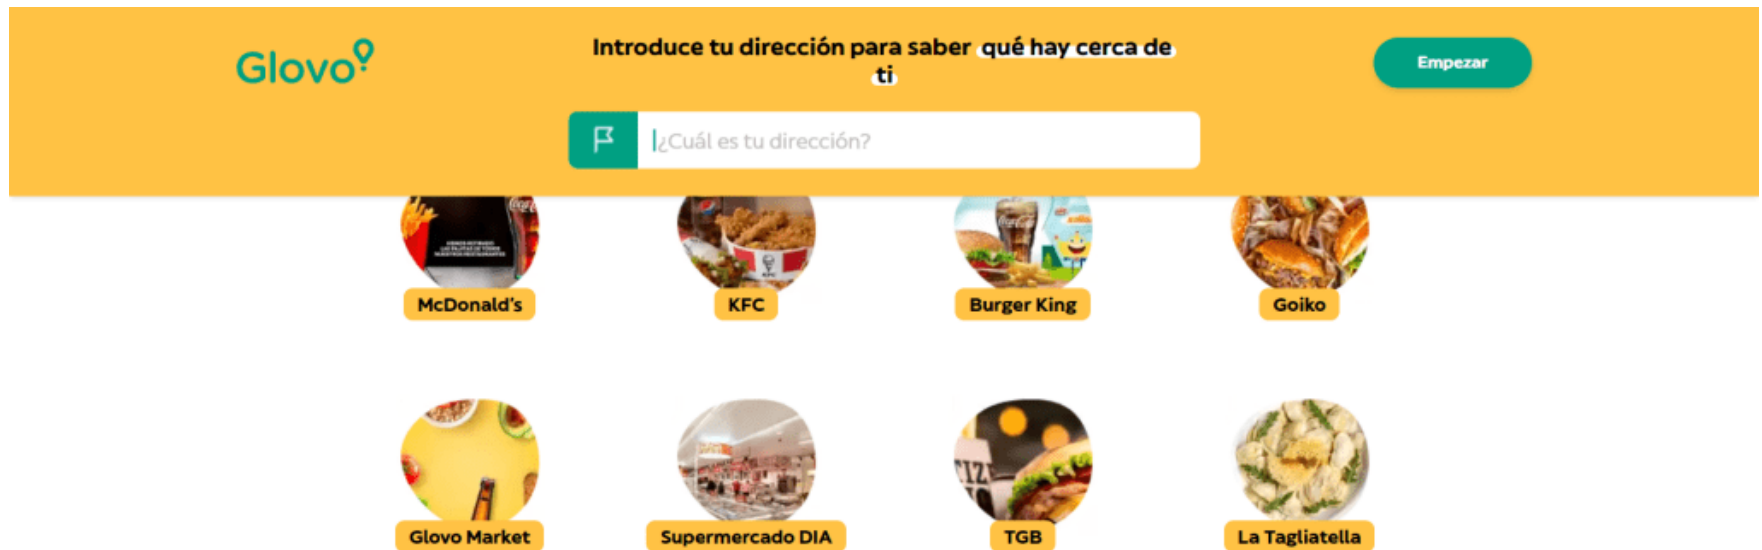 Glovo
Introduce tu dirección para saber qué hay cerca de
ti
Empezar
¿Cuál es tu dirección?
McDonald's
KFC
Burger King
Goiko
Glovo Market
Supermercado DIA
TGB
La Tagliatella